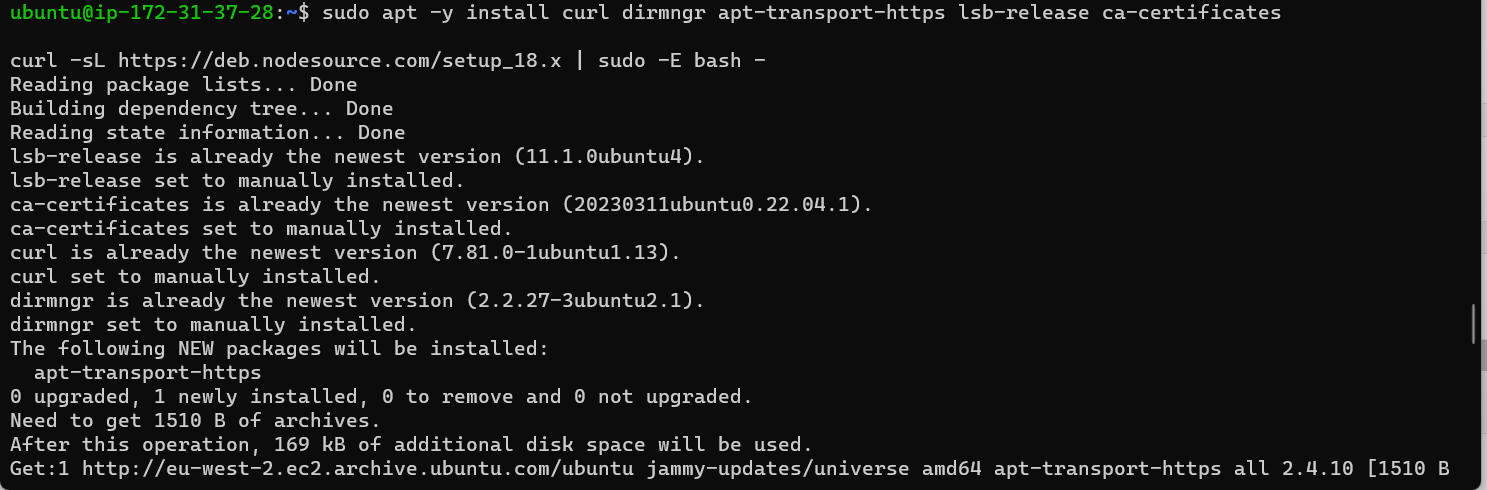 ubuntu@ip-172-31-37-28:~$ sudo apt -y install curl dirmngr apt-transport-https lsb-release ca-certificates
curl -sL https://deb.nodesource.com/setup_18.x | sudo -E bash -
Reading package lists... Done
Building dependency tree... Done
Reading state information... Done
lsb-release is already the newest version (11.1.0ubuntu4).
lsb-release set to manually installed.
ca-certificates is already the newest version (20230311ubuntu0.22.04.1).
ca-certificates set to manually installed.
curl is already the newest version (7.81.0-1ubuntu1.13).
curl set to manually installed.
dirmngr is already the newest version (2.2.27-3ubuntu2.1).
dirmngr set to manually installed.
The following NEW packages will be installed:
  apt-transport-https
0 upgraded, 1 newly installed, 0 to remove and 0 not upgraded.
Need to get 1510 B of archives.
After this operation, 169 kB of additional disk space will be used.
Get:1 http://eu-west-2.ec2.archive.ubuntu.com/ubuntu jammy-updates/universe amd64 apt-transport-https all 2.4.10 [1510 B